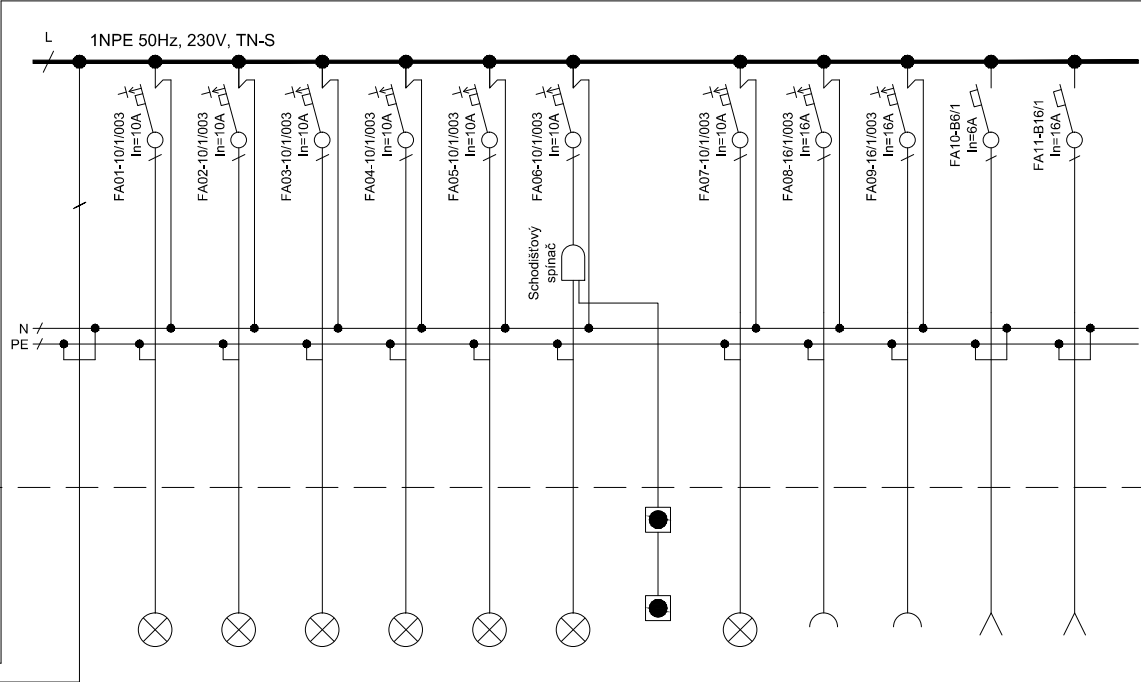 L
1NPE 50Hz, 230V, TN-S
FA01-10/1/003
In=10A
FA02-10/1/003
In=10A
FA03-10/1/003
In=10A
FA04-10/1/003
In=10A
FA05-10/1/003
In=10A
FA06-10/1/003
In=10A
FA07-10/1/003
In=10A
FA08-16/1/003
In=16A
FA09-16/1/003
In=16A
FA10-B6/1
In=6A
FA11-B16/1
In=16A
Schodišťový
spínač
N
PE